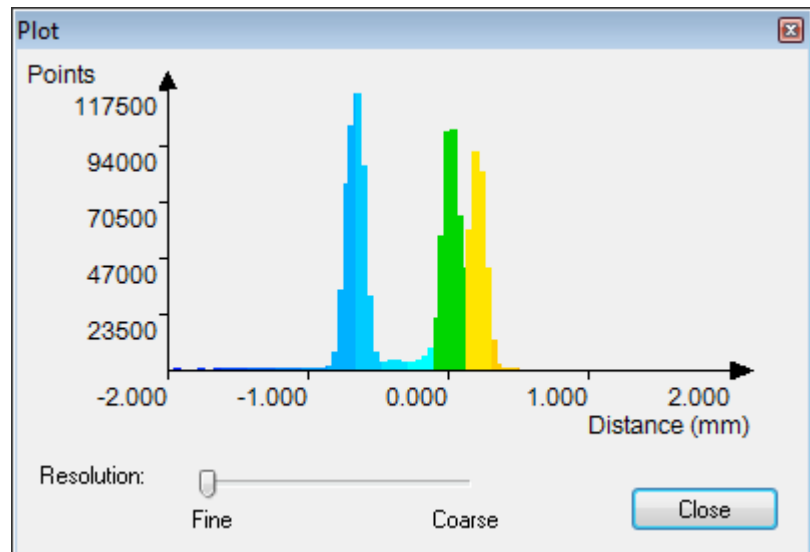 Plot
Points
117500
94000
70500
47000
23500
-2.000 -1.000 0.000 1.000 2.000
Distance (mm)
Resolution:
Fine Coarse
Close